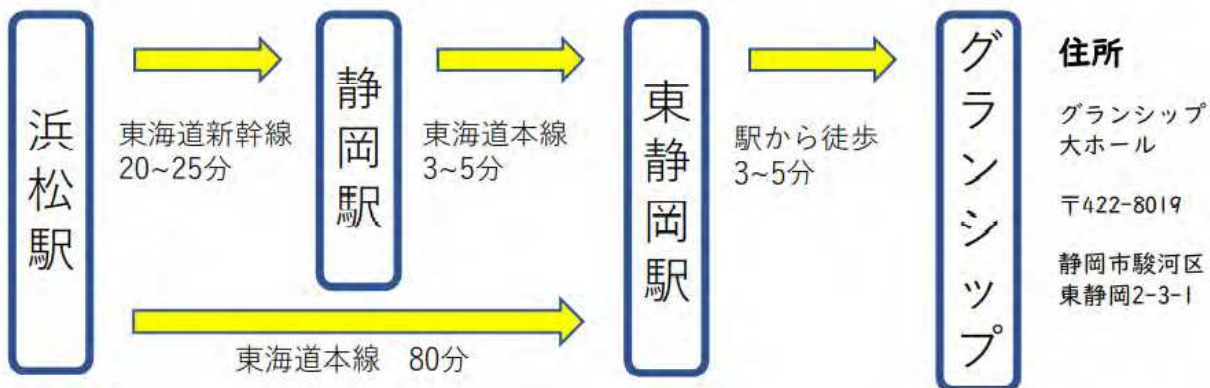 浜松駅
東海道新幹線
20~25分
静岡駅
東海道本線
3~5分
東静岡駅
駅から徒歩
3~5分
グランシップ
東海道本線　80分
住所
グランシップ
大ホール
〒422-8019
静岡市駿河区
東静岡2-3-1